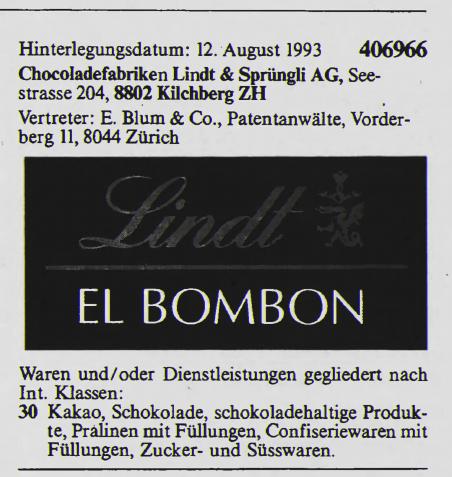 Hinterlegungsdatum: 12. August 1993 406966
Chocoladefabriken Lindt & Sprüngli AG, See-
strasse 204, 8802 Kilchberg ZH
Vertreter: E. Blum & Co., Patentanwälte, Vorder-
berg 11, 8044 Zürich
Lindt
EL BOMBON
Waren und/oder Dienstleistungen gegliedert nach
Int. Klassen:
30 Kakao, Schokolade, schokoladehaltige Produk-
te, Pralinen mit Füllungen, Confiseriewaren mit
Füllungen, Zucker- und Süsswaren.